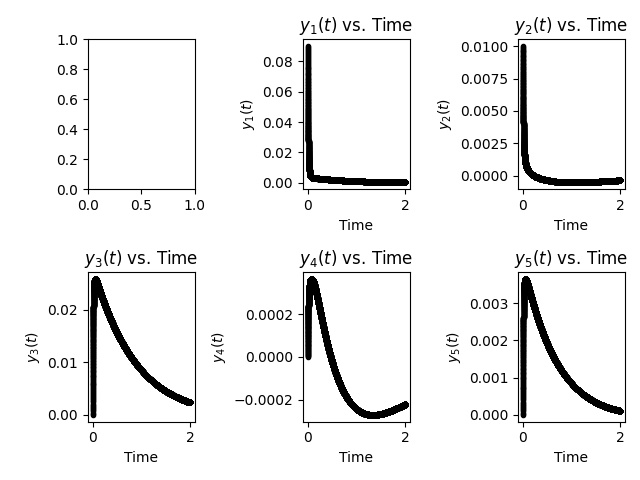 y₁(t) vs. Time
y₂(t) vs. Time
1.0
0.8
0.6
0.4
0.2
0.0
0.0 0.5 1.0
y₁(t)
0.08
0.06
0.04
0.02
0.00
0 2
Time
y₂(t)
0.0100
0.0075
0.0050
0.0025
0.0000
0 2
Time
y₃(t) vs. Time
y₄(t) vs. Time
y₅(t) vs. Time
y₃(t)
0.02
0.01
0.00
0 2
Time
y₄(t)
0.0002
0.0000
−0.0002
0 2
Time
y₅(t)
0.003
0.002
0.001
0.000
0 2
Time